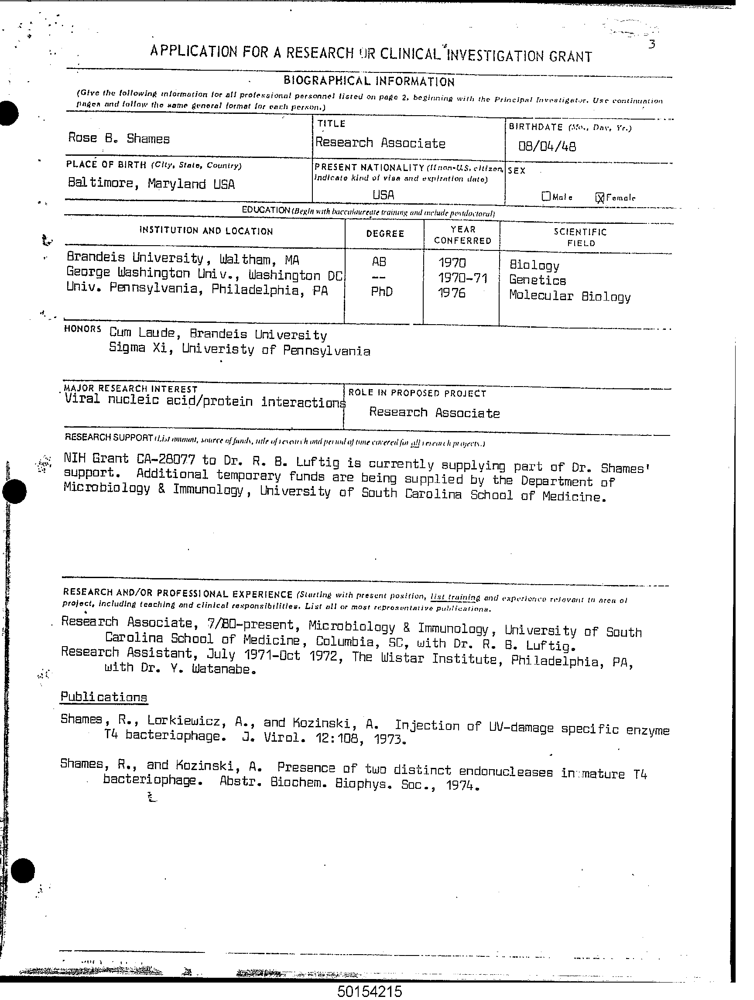 3
APPLICATION FOR A RESEARCH OR CLINICAL INVESTIGATION GRANT
BIOGRAPHICAL INFORMATION
(Give the following information for all professional personnel listed on page 2, beginning with the Principal Investigator. Use continuation
pages and follow the same general format for each person.)
Rose B. Shames
TITLE
Research Associate
BIRTHDATE (Mo., Day, Yr.)
08/04/48
PLACE OF BIRTH (City, State, Country)
Baltimore, Maryland USA
PRESENT NATIONALITY (If non-U.S. citizen,
indicate kind of visa and expiration date)
USA
SEX
Male
Female
EDUCATION (Begin with baccalaureate training and include postdoctoral)
INSTITUTION AND LOCATION
DEGREE
YEAR
CONFERRED
SCIENTIFIC
FIELD
Brandeis University, Waltham, MA AB 1970 Biology
George Washington Univ., Washington DC -- 1970-71 Genetics
Univ. Pennsylvania, Philadelphia, PA PhD 1976 Molecular Biology
HONORS Cum Laude, Brandeis University
Sigma Xi, Univeristy of Pennsylvania
MAJOR RESEARCH INTEREST
Viral nucleic acid/protein interactions
ROLE IN PROPOSED PROJECT
Research Associate
RESEARCH SUPPORT (List amount, source of funds, title of research and period of time covered for all research projects.)
NIH Grant CA-28077 to Dr. R. B. Luftig is currently supplying part of Dr. Shames'
support. Additional temporary funds are being supplied by the Department of
Microbiology & Immunology, University of South Carolina School of Medicine.
RESEARCH AND/OR PROFESSIONAL EXPERIENCE (Starting with present position, list training and experience relevant to area of
project, including teaching and clinical responsibilities. List all or most representative publications.
Research Associate, 7/80-present, Microbiology & Immunology, University of South
Carolina School of Medicine, Columbia, SC, with Dr. R. B. Luftig.
Research Assistant, July 1971-Oct 1972, The Wistar Institute, Philadelphia, PA,
with Dr. Y. Watanabe.
Publications
Shames, R., Lorkiewicz, A., and Kozinski, A. Injection of UV-damage specific enzyme
T4 bacteriophage. J. Virol. 12:108, 1973.
Shames, R., and Kozinski, A. Presence of two distinct endonucleases in mature T4
bacteriophage. Abstr. Biochem. Biophys. Soc., 1974.
50154215